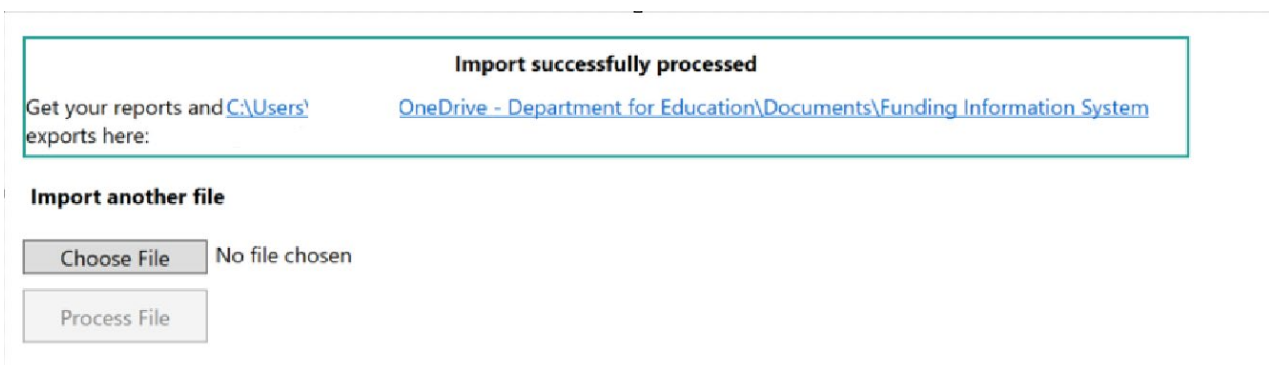 Import successfully processed
Get your reports and C:\Users' OneDrive - Department for Education\Documents\Funding Information System
exports here:
Import another file
Choose File No file chosen
Process File